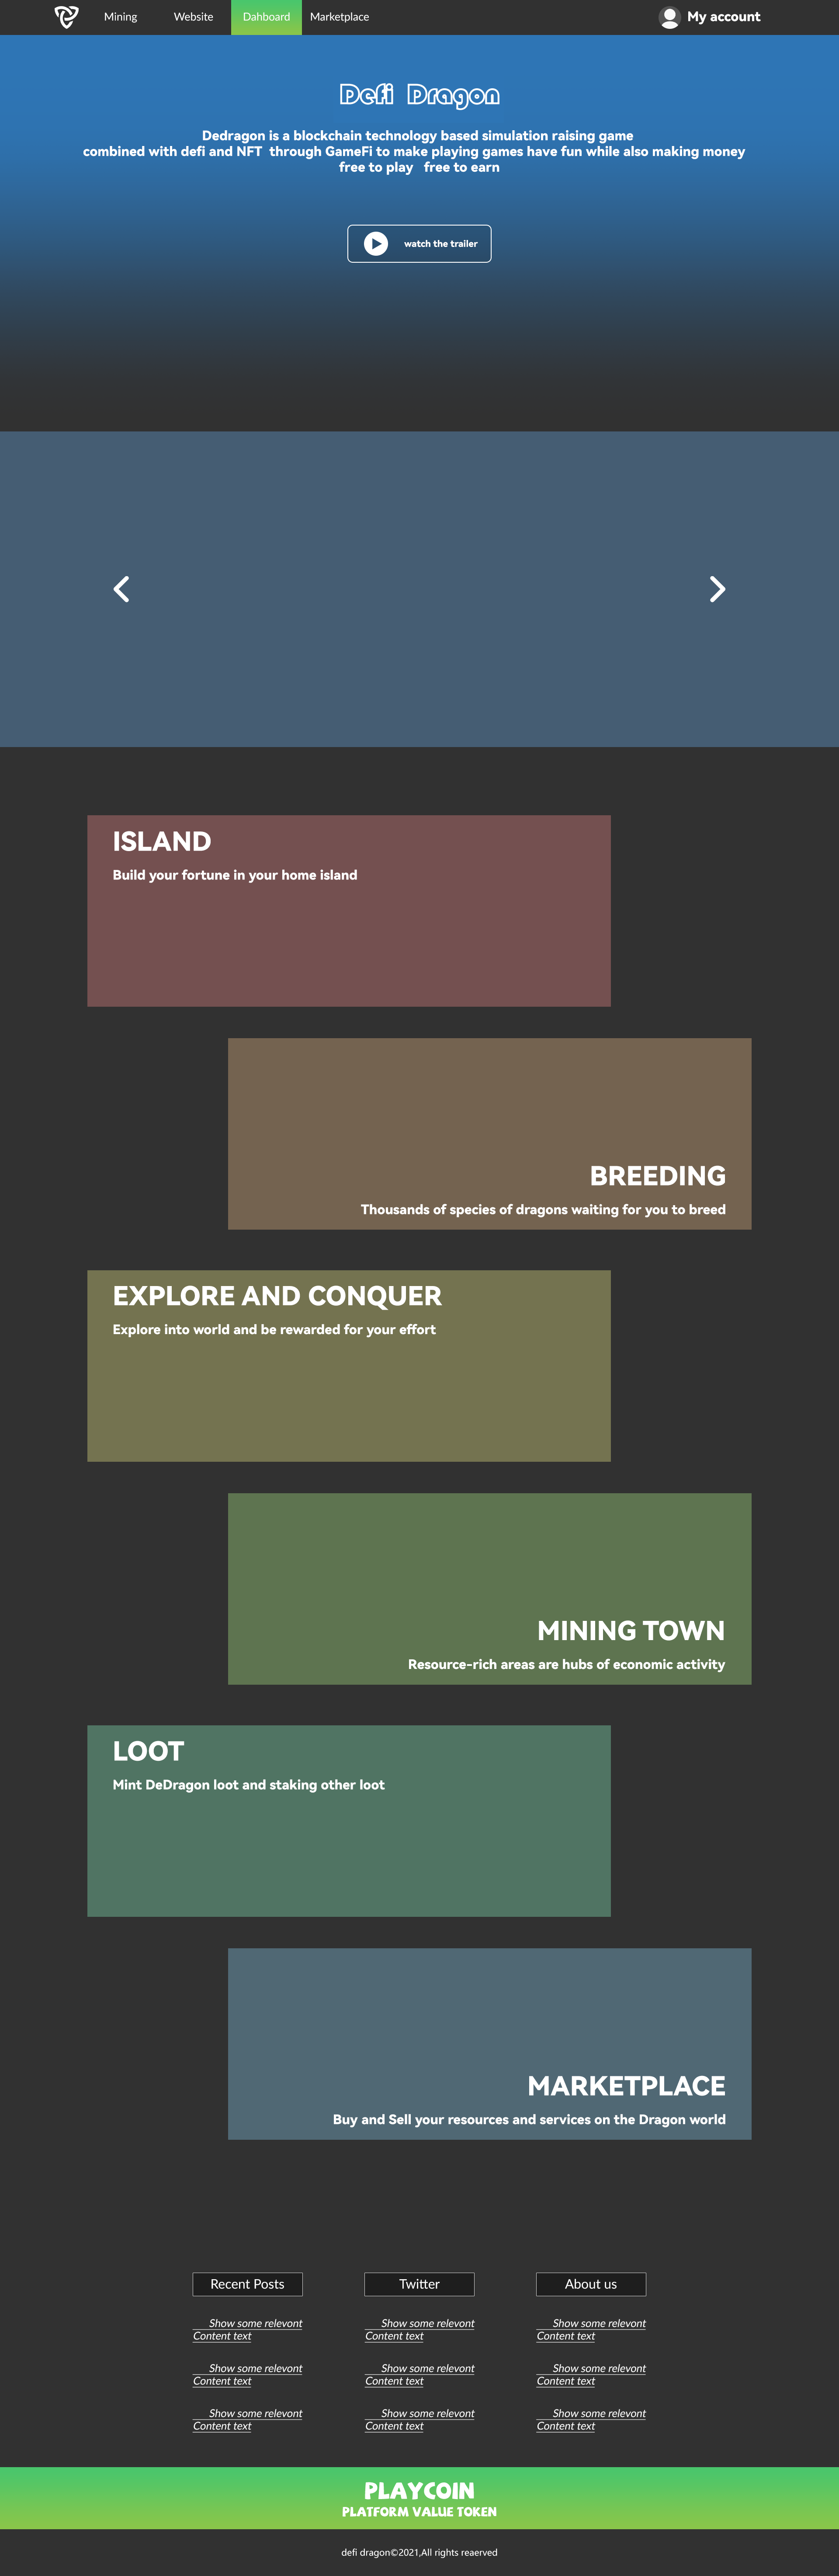 Mining Website Dahboard Marketplace My account
Defi Dragon
Dedragon is a blockchain technology based simulation raising game
combined with defi and NFT through GameFi to make playing games have fun while also making money
free to play free to earn
watch the trailer
ISLAND
Build your fortune in your home island
BREEDING
Thousands of species of dragons waiting for you to breed
EXPLORE AND CONQUER
Explore into world and be rewarded for your effort
MINING TOWN
Resource-rich areas are hubs of economic activity
LOOT
Mint DeDragon loot and staking other loot
MARKETPLACE
Buy and Sell your resources and services on the Dragon world
Recent Posts
Show some relevont
Content text
Show some relevont
Content text
Show some relevont
Content text
Twitter
Show some relevont
Content text
Show some relevont
Content text
Show some relevont
Content text
About us
Show some relevont
Content text
Show some relevont
Content text
Show some relevont
Content text
PLAYCOIN
PLATFORM VALUE TOKEN
defi dragon©2021,All rights reaerved